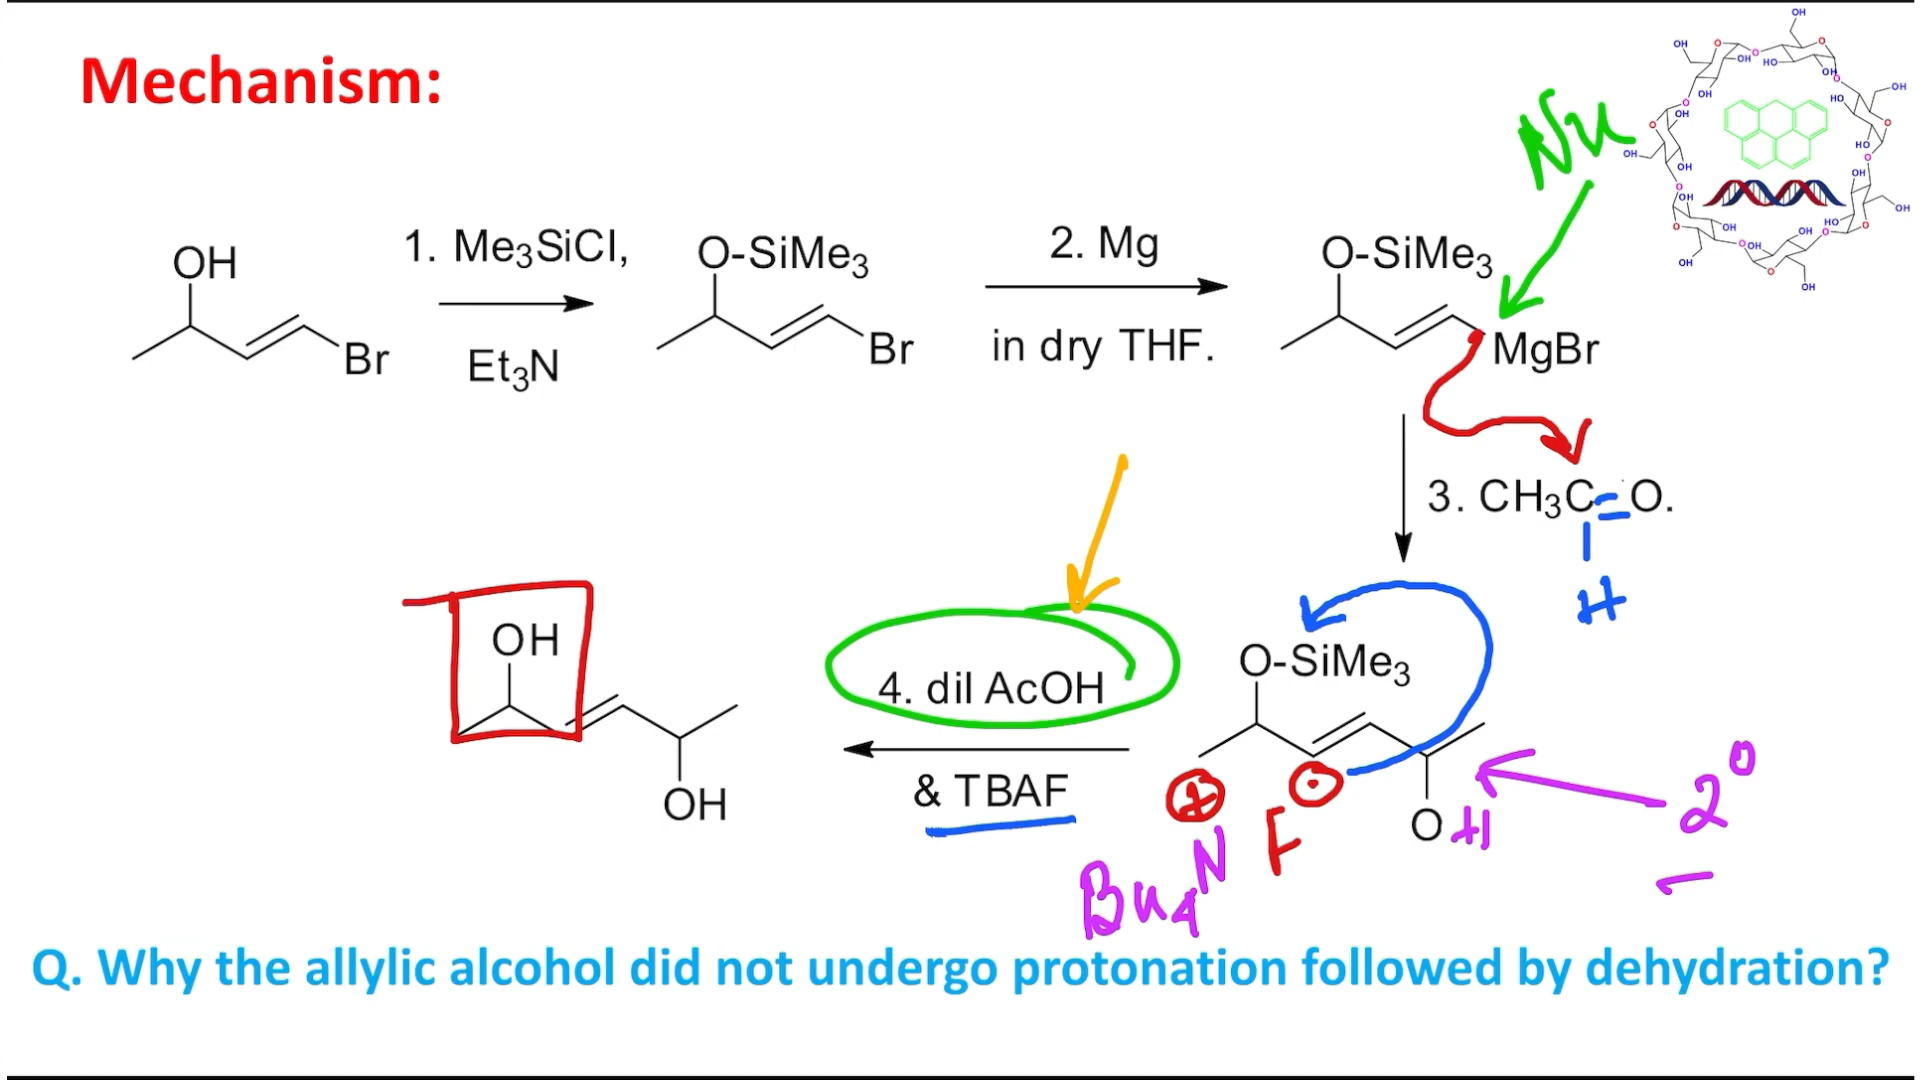 Mechanism:
Nu
OH
Br
1. Me3SiCl,
Et3N
O-SiMe3
Br
2. Mg
in dry THF.
O-SiMe3
MgBr
3. CH3C=O.
H
OH
OH
4. dil AcOH
& TBAF
O-SiMe3
OH
2°
⊕ ⊖
Bu4N F
Q. Why the allylic alcohol did not undergo protonation followed by dehydration?